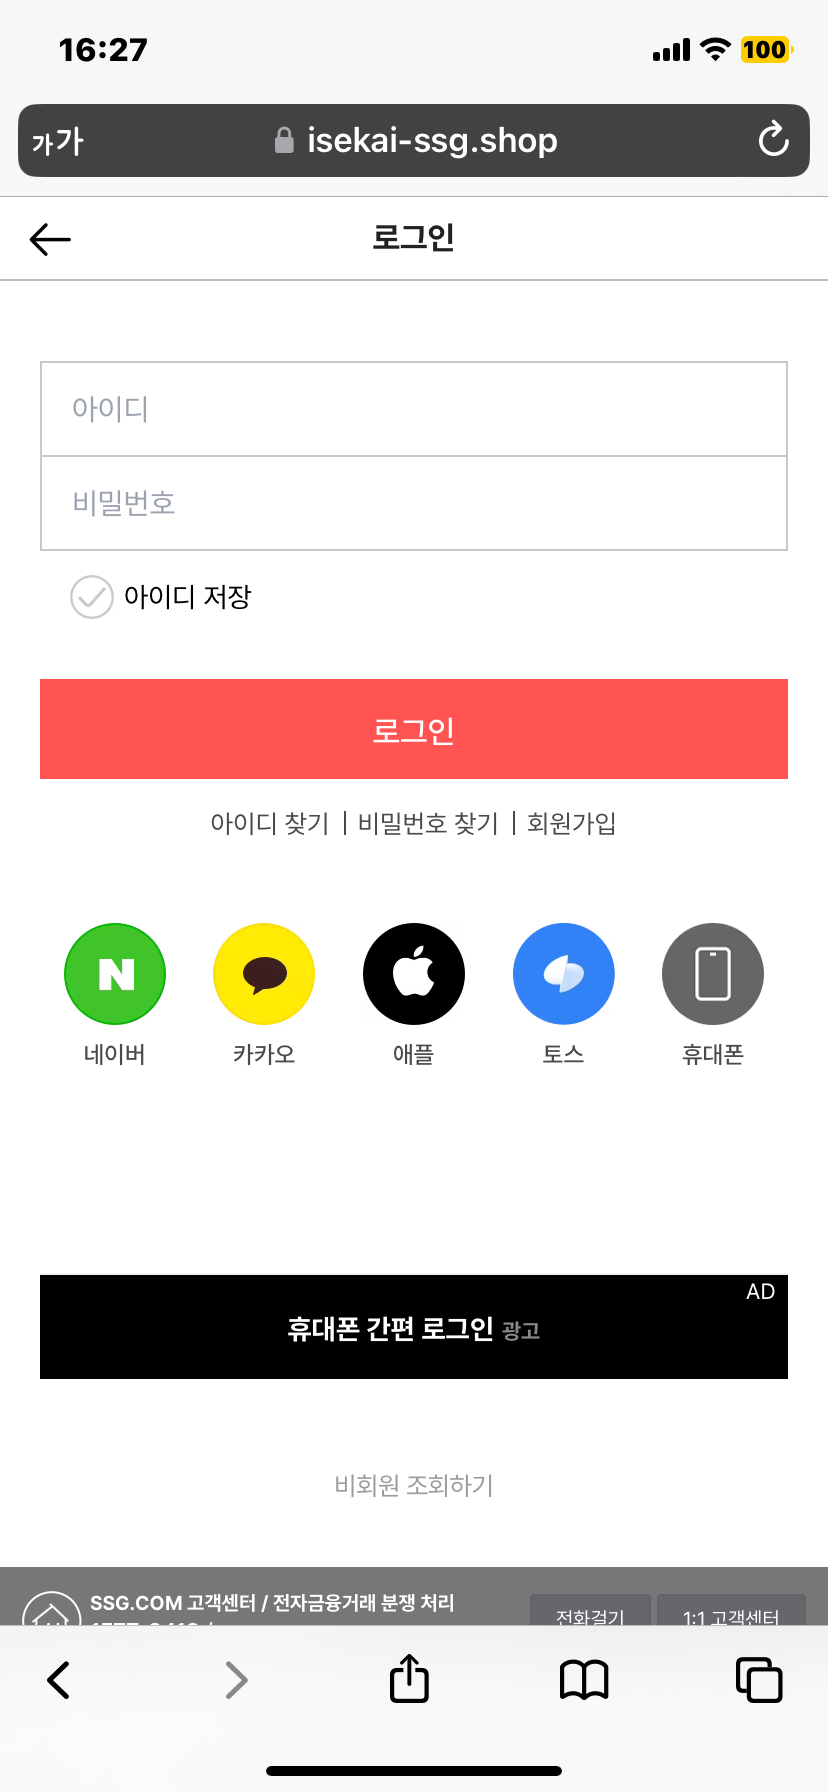 16:27
100
가가
isekai-ssg.shop
로그인
아이디
비밀번호
아이디 저장
로그인
아이디 찾기 | 비밀번호 찾기 | 회원가입
N
네이버 카카오 애플 토스 휴대폰
AD
휴대폰 간편 로그인 광고
비회원 조회하기
SSG.COM 고객센터 / 전자금융거래 분쟁 처리
전화걸기 1:1 고객센터